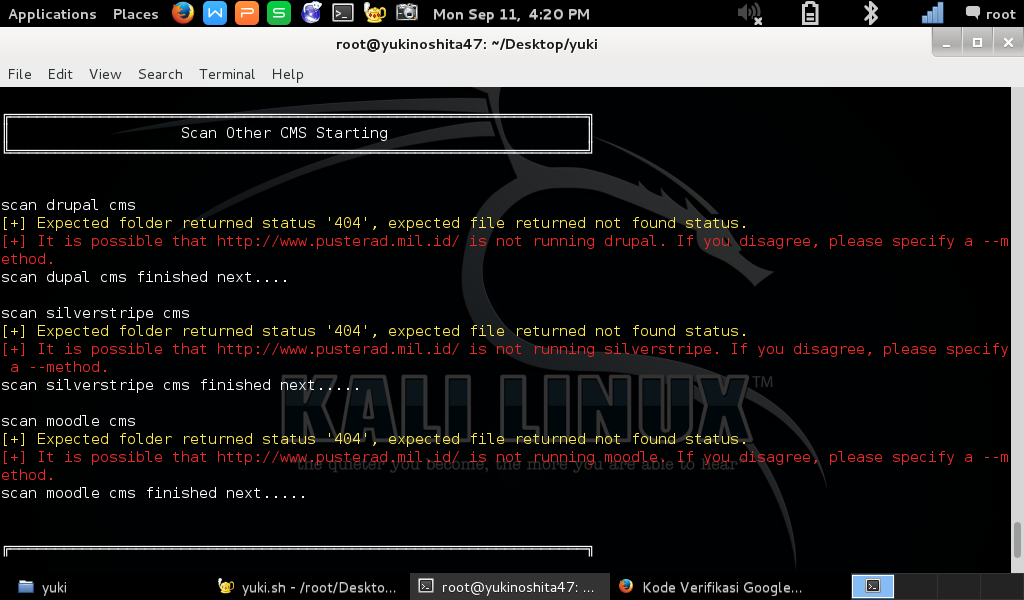 Applications Places Mon Sep 11, 4:20 PM root
root@yukinoshita47: ~/Desktop/yuki
File Edit View Search Terminal Help
Scan Other CMS Starting
scan drupal cms
[+] Expected folder returned status '404', expected file returned not found status.
[+] It is possible that http://www.pusterad.mil.id/ is not running drupal. If you disagree, please specify a --m
ethod.
scan dupal cms finished next....
scan silverstripe cms
[+] Expected folder returned status '404', expected file returned not found status.
[+] It is possible that http://www.pusterad.mil.id/ is not running silverstripe. If you disagree, please specify
a --method.
scan silverstripe cms finished next.....
KALI LINUX™
scan moodle cms
[+] Expected folder returned status '404', expected file returned not found status.
[+] It is possible that http://www.pusterad.mil.id/ is not running moodle. If you disagree, please specify a --m
the quieter you become, the more you are able to hear
ethod.
scan moodle cms finished next.....
yuki yuki.sh - /root/Deskto... root@yukinoshita47: ... Kode Verifikasi Google...